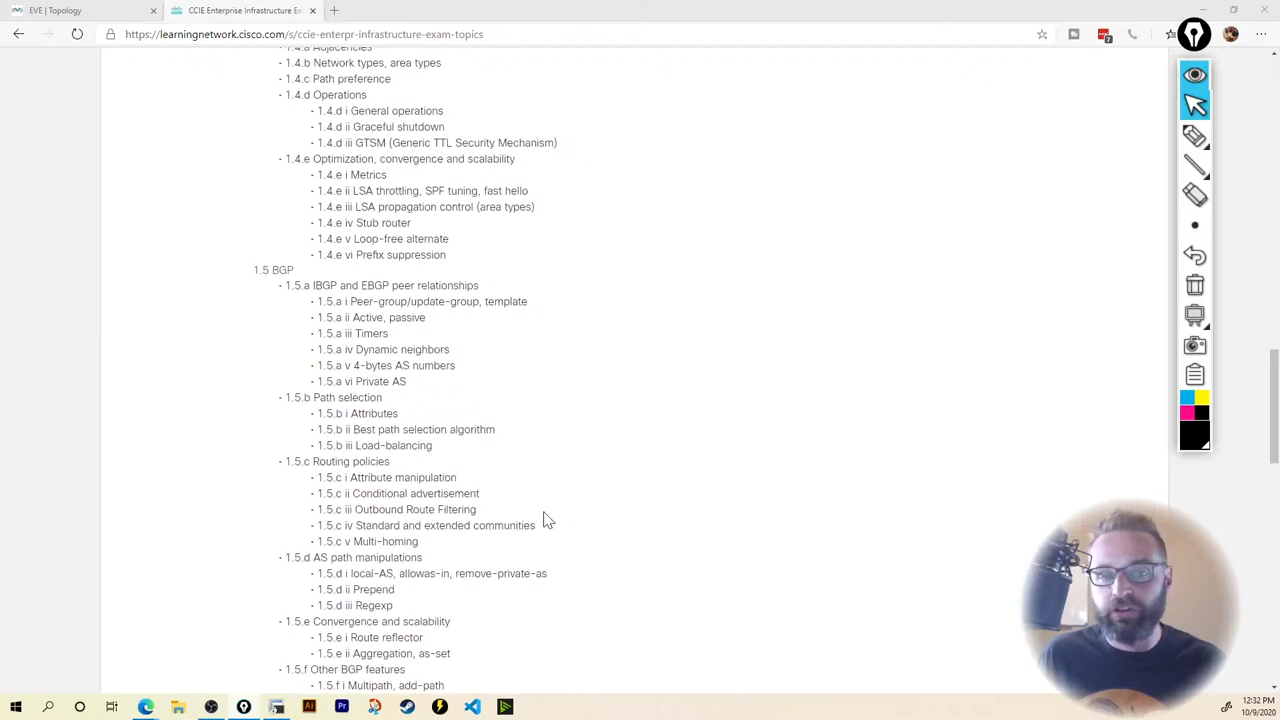 EVE | Topology
CCIE Enterprise Infrastructure Ex
https://learningnetwork.cisco.com/s/ccie-enterpr-infrastructure-exam-topics
7
1.4.a Adjacencies
- 1.4.b Network types, area types
- 1.4.c Path preference
- 1.4.d Operations
- 1.4.d i General operations
- 1.4.d ii Graceful shutdown
- 1.4.d iii GTSM (Generic TTL Security Mechanism)
- 1.4.e Optimization, convergence and scalability
- 1.4.e i Metrics
- 1.4.e ii LSA throttling, SPF tuning, fast hello
- 1.4.e iii LSA propagation control (area types)
- 1.4.e iv Stub router
- 1.4.e v Loop-free alternate
- 1.4.e vi Prefix suppression
1.5 BGP
- 1.5.a IBGP and EBGP peer relationships
- 1.5.a i Peer-group/update-group, template
- 1.5.a ii Active, passive
- 1.5.a iii Timers
- 1.5.a iv Dynamic neighbors
- 1.5.a v 4-bytes AS numbers
- 1.5.a vi Private AS
- 1.5.b Path selection
- 1.5.b i Attributes
- 1.5.b ii Best path selection algorithm
- 1.5.b iii Load-balancing
- 1.5.c Routing policies
- 1.5.c i Attribute manipulation
- 1.5.c ii Conditional advertisement
- 1.5.c iii Outbound Route Filtering
- 1.5.c iv Standard and extended communities
- 1.5.c v Multi-homing
- 1.5.d AS path manipulations
- 1.5.d i local-AS, allowas-in, remove-private-as
- 1.5.d ii Prepend
- 1.5.d iii Regexp
- 1.5.e Convergence and scalability
- 1.5.e i Route reflector
- 1.5.e ii Aggregation, as-set
- 1.5.f Other BGP features
- 1.5.f i Multipath, add-path
Ai
Pr
12:32 PM
10/9/2020